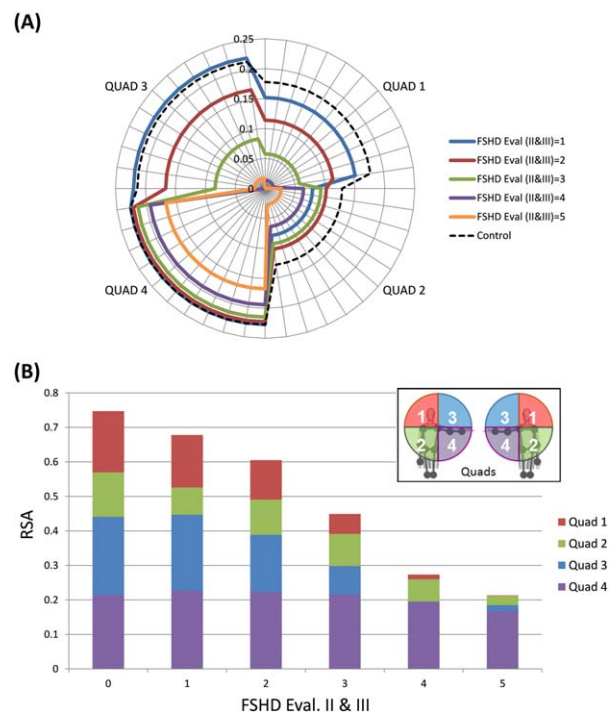 (A)
0.25
0.2
0.15
0.1
0.05
0
QUAD 3
QUAD 1
QUAD 4
QUAD 2
FSHD Eval (II&III)=1
FSHD Eval (II&III)=2
FSHD Eval (II&III)=3
FSHD Eval (II&III)=4
FSHD Eval (II&III)=5
Control
(B)
0.8
0.7
0.6
0.5
0.4
0.3
0.2
0.1
0
RSA
0 1 2 3 4 5
FSHD Eval. II & III
1 3 3 1
2 4 4 2
Quads
Quad 1
Quad 2
Quad 3
Quad 4